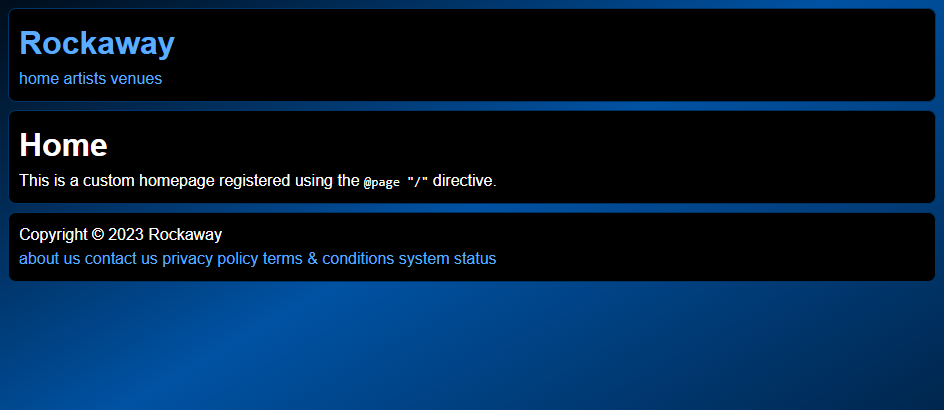 Rockaway
home artists venues
Home
This is a custom homepage registered using the @page "/" directive.
Copyright © 2023 Rockaway
about us contact us privacy policy terms & conditions system status